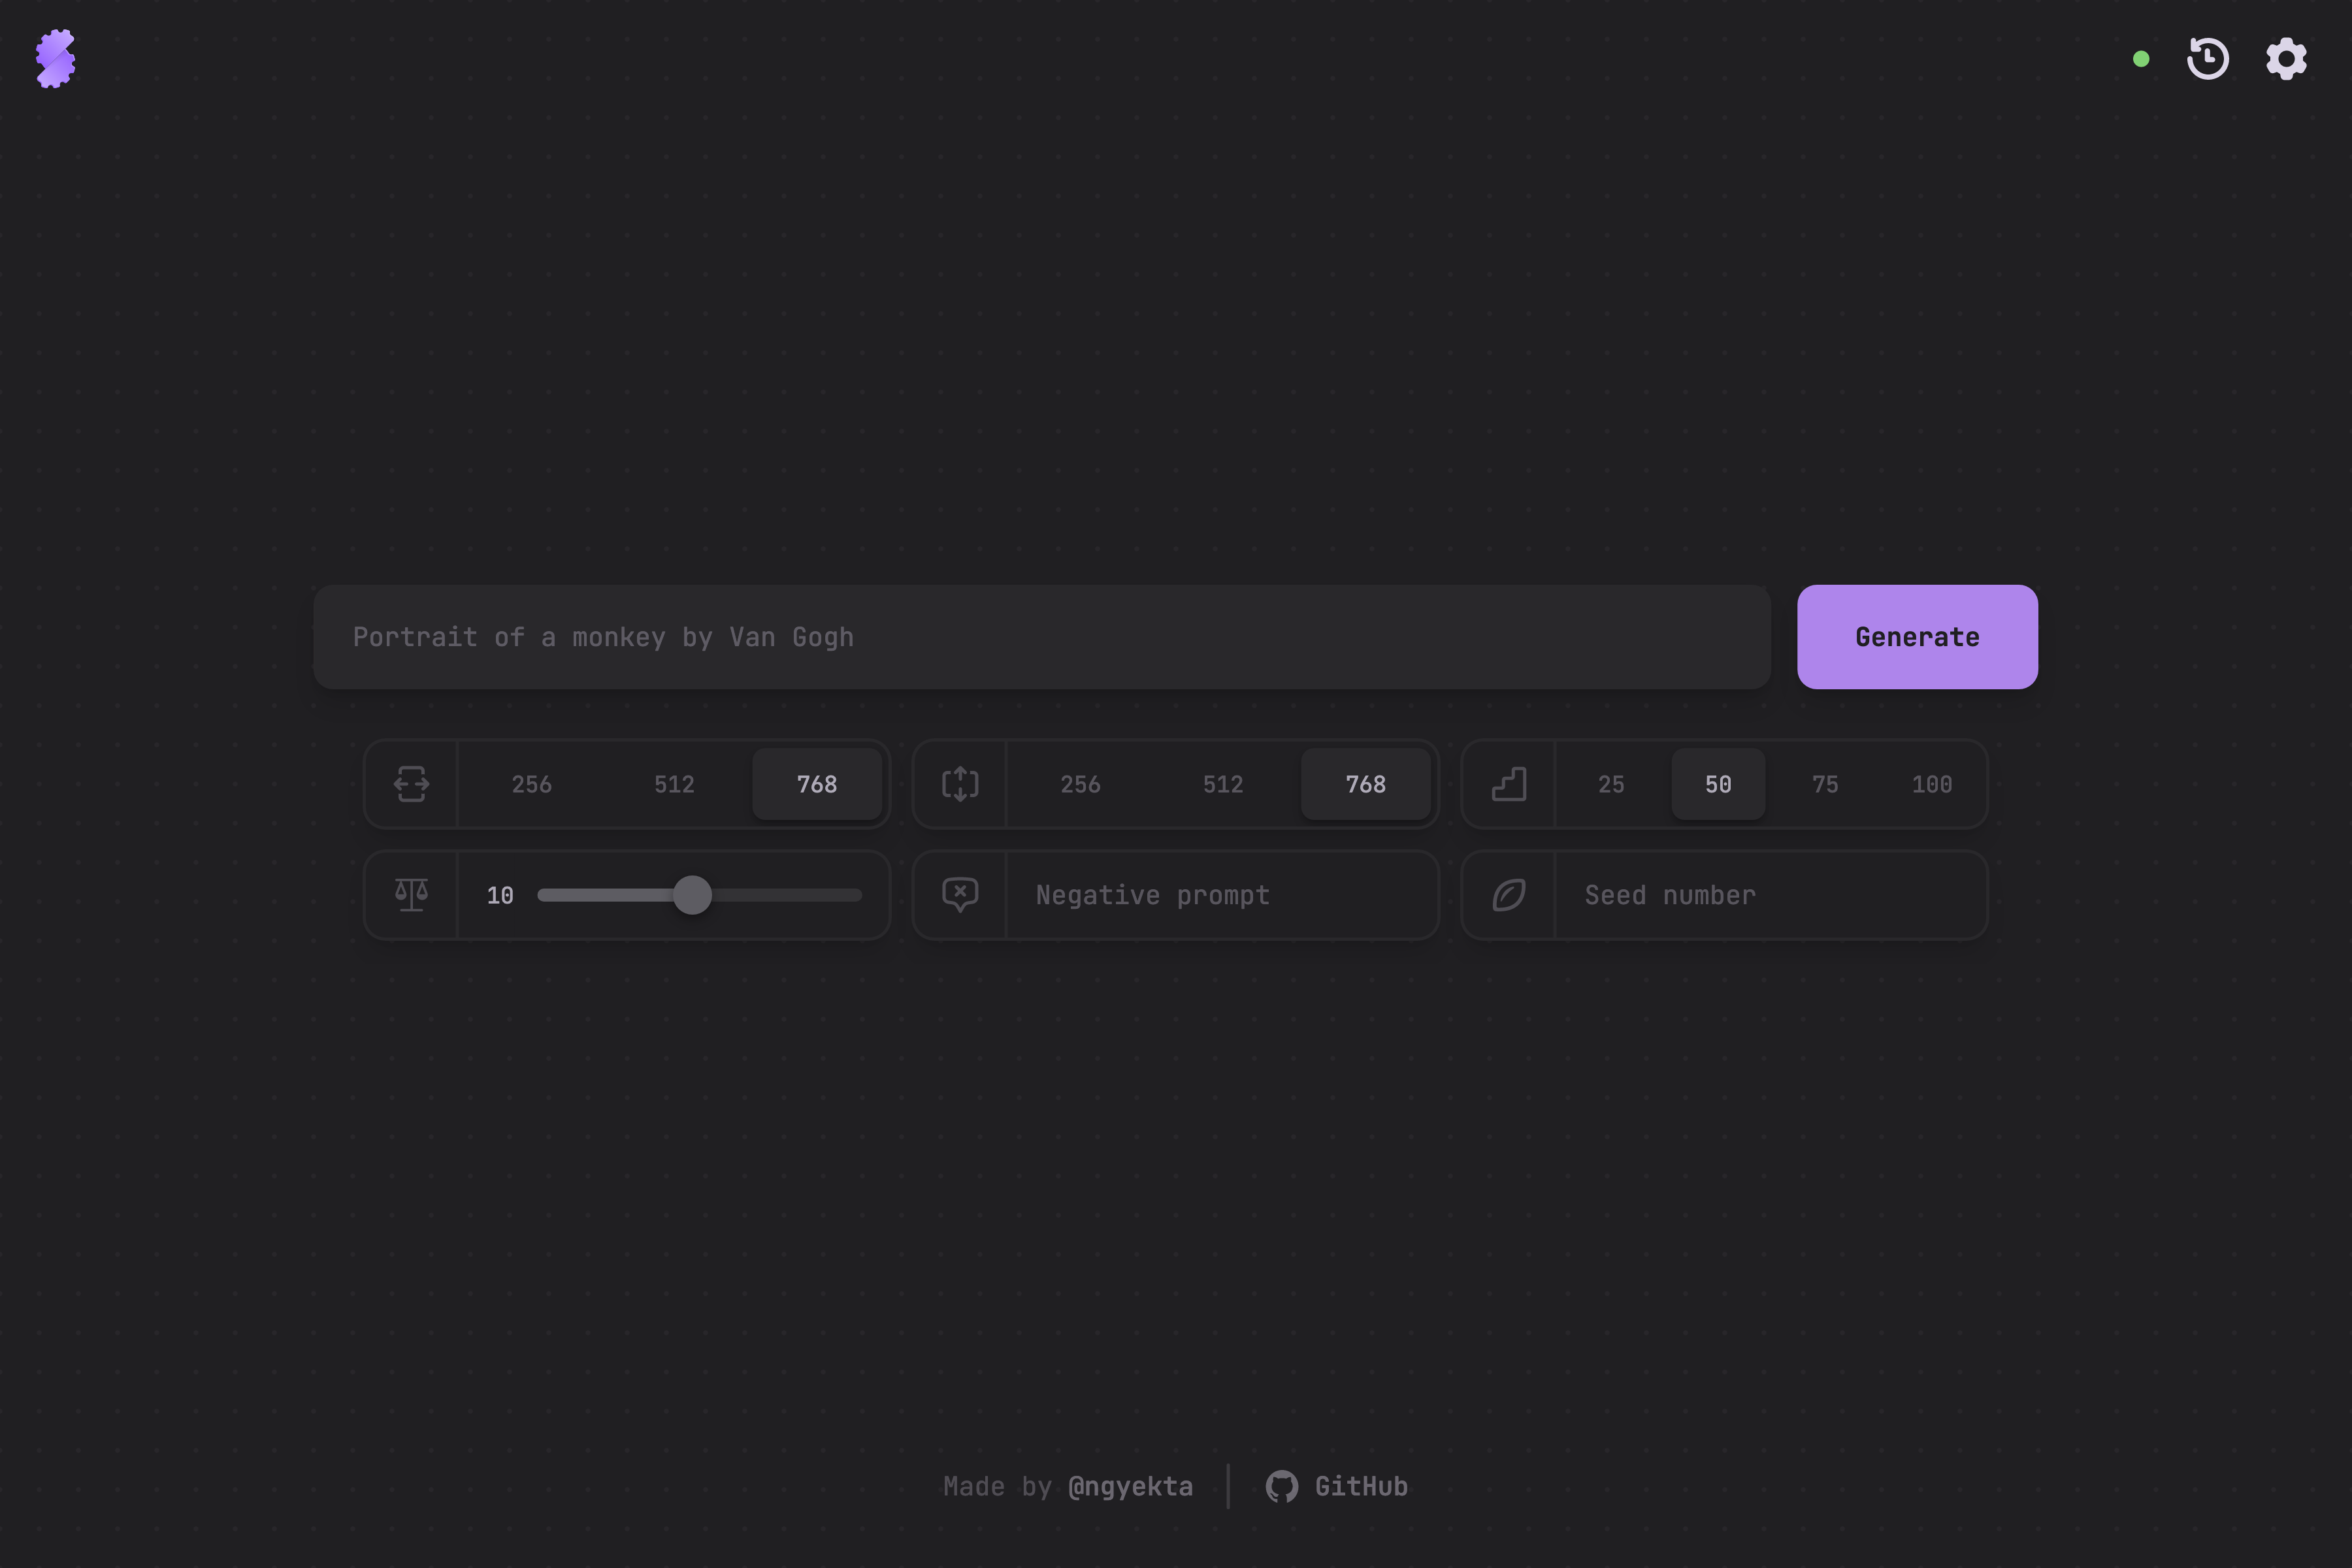 Portrait of a monkey by Van Gogh
Generate
256 512 768
256 512 768
25 50 75 100
10
Negative prompt
Seed number
Made by @ngyekta
GitHub